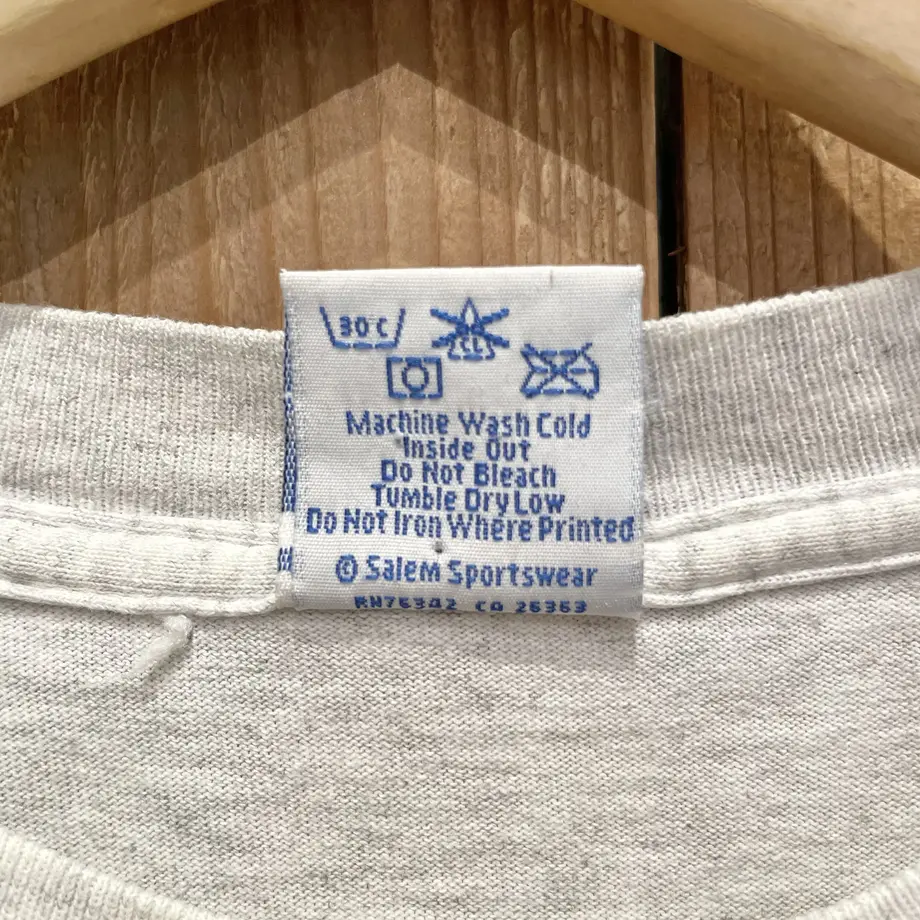 30 C
CL
Machine Wash Cold
Inside Out
Do Not Bleach
Tumble Dry Low
Do Not Iron Where Printed
© Salem Sportswear
RN76342 CA 26363